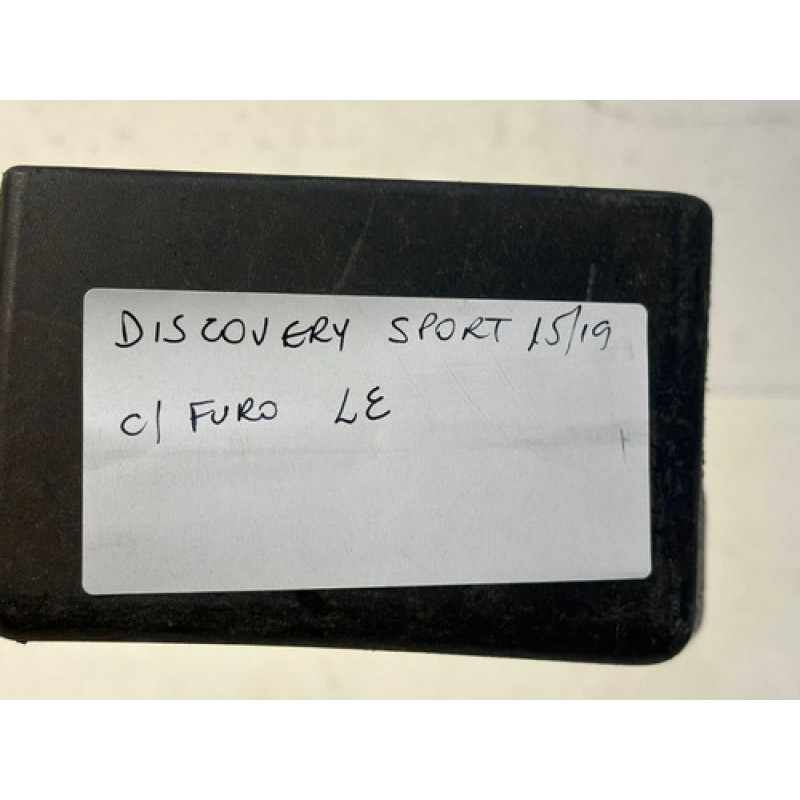 DISCOVERY SPORT 15/19
C/ FURO LE